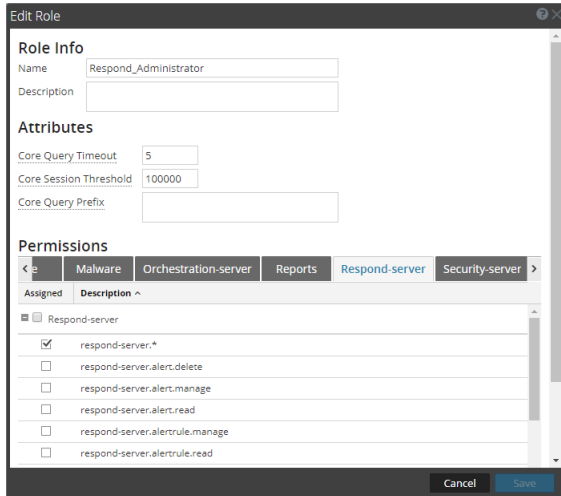 Edit Role
Role Info
Name Respond_Administrator
Description
Attributes
Core Query Timeout 5
Core Session Threshold 100000
Core Query Prefix
Permissions
e Malware Orchestration-server Reports Respond-server Security-server
Assigned Description
Respond-server
respond-server.*
respond-server.alert.delete
respond-server.alert.manage
respond-server.alert.read
respond-server.alertrule.manage
respond-server.alertrule.read
Cancel Save